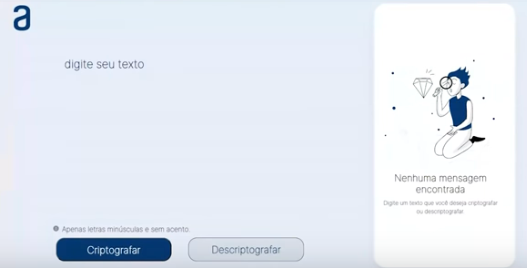 a
digite seu texto
Apenas letras minúsculas e sem acento.
Criptografar
Descriptografar
Nenhuma mensagem
encontrada
Digite um texto que você deseja criptografar
ou descriptografar